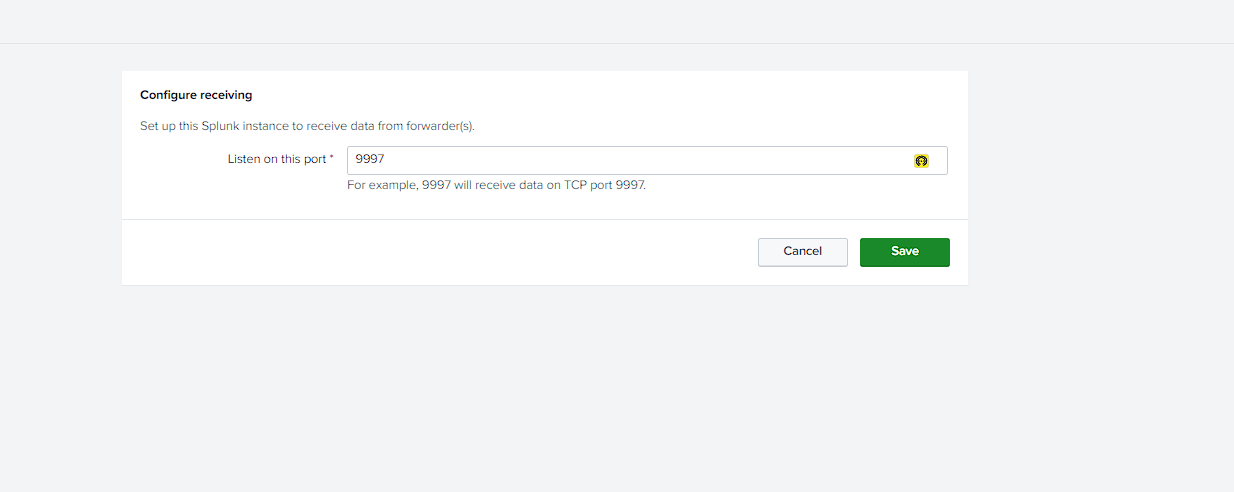 Configure receiving
Set up this Splunk instance to receive data from forwarder(s).
Listen on this port * 9997
For example, 9997 will receive data on TCP port 9997.
Cancel Save